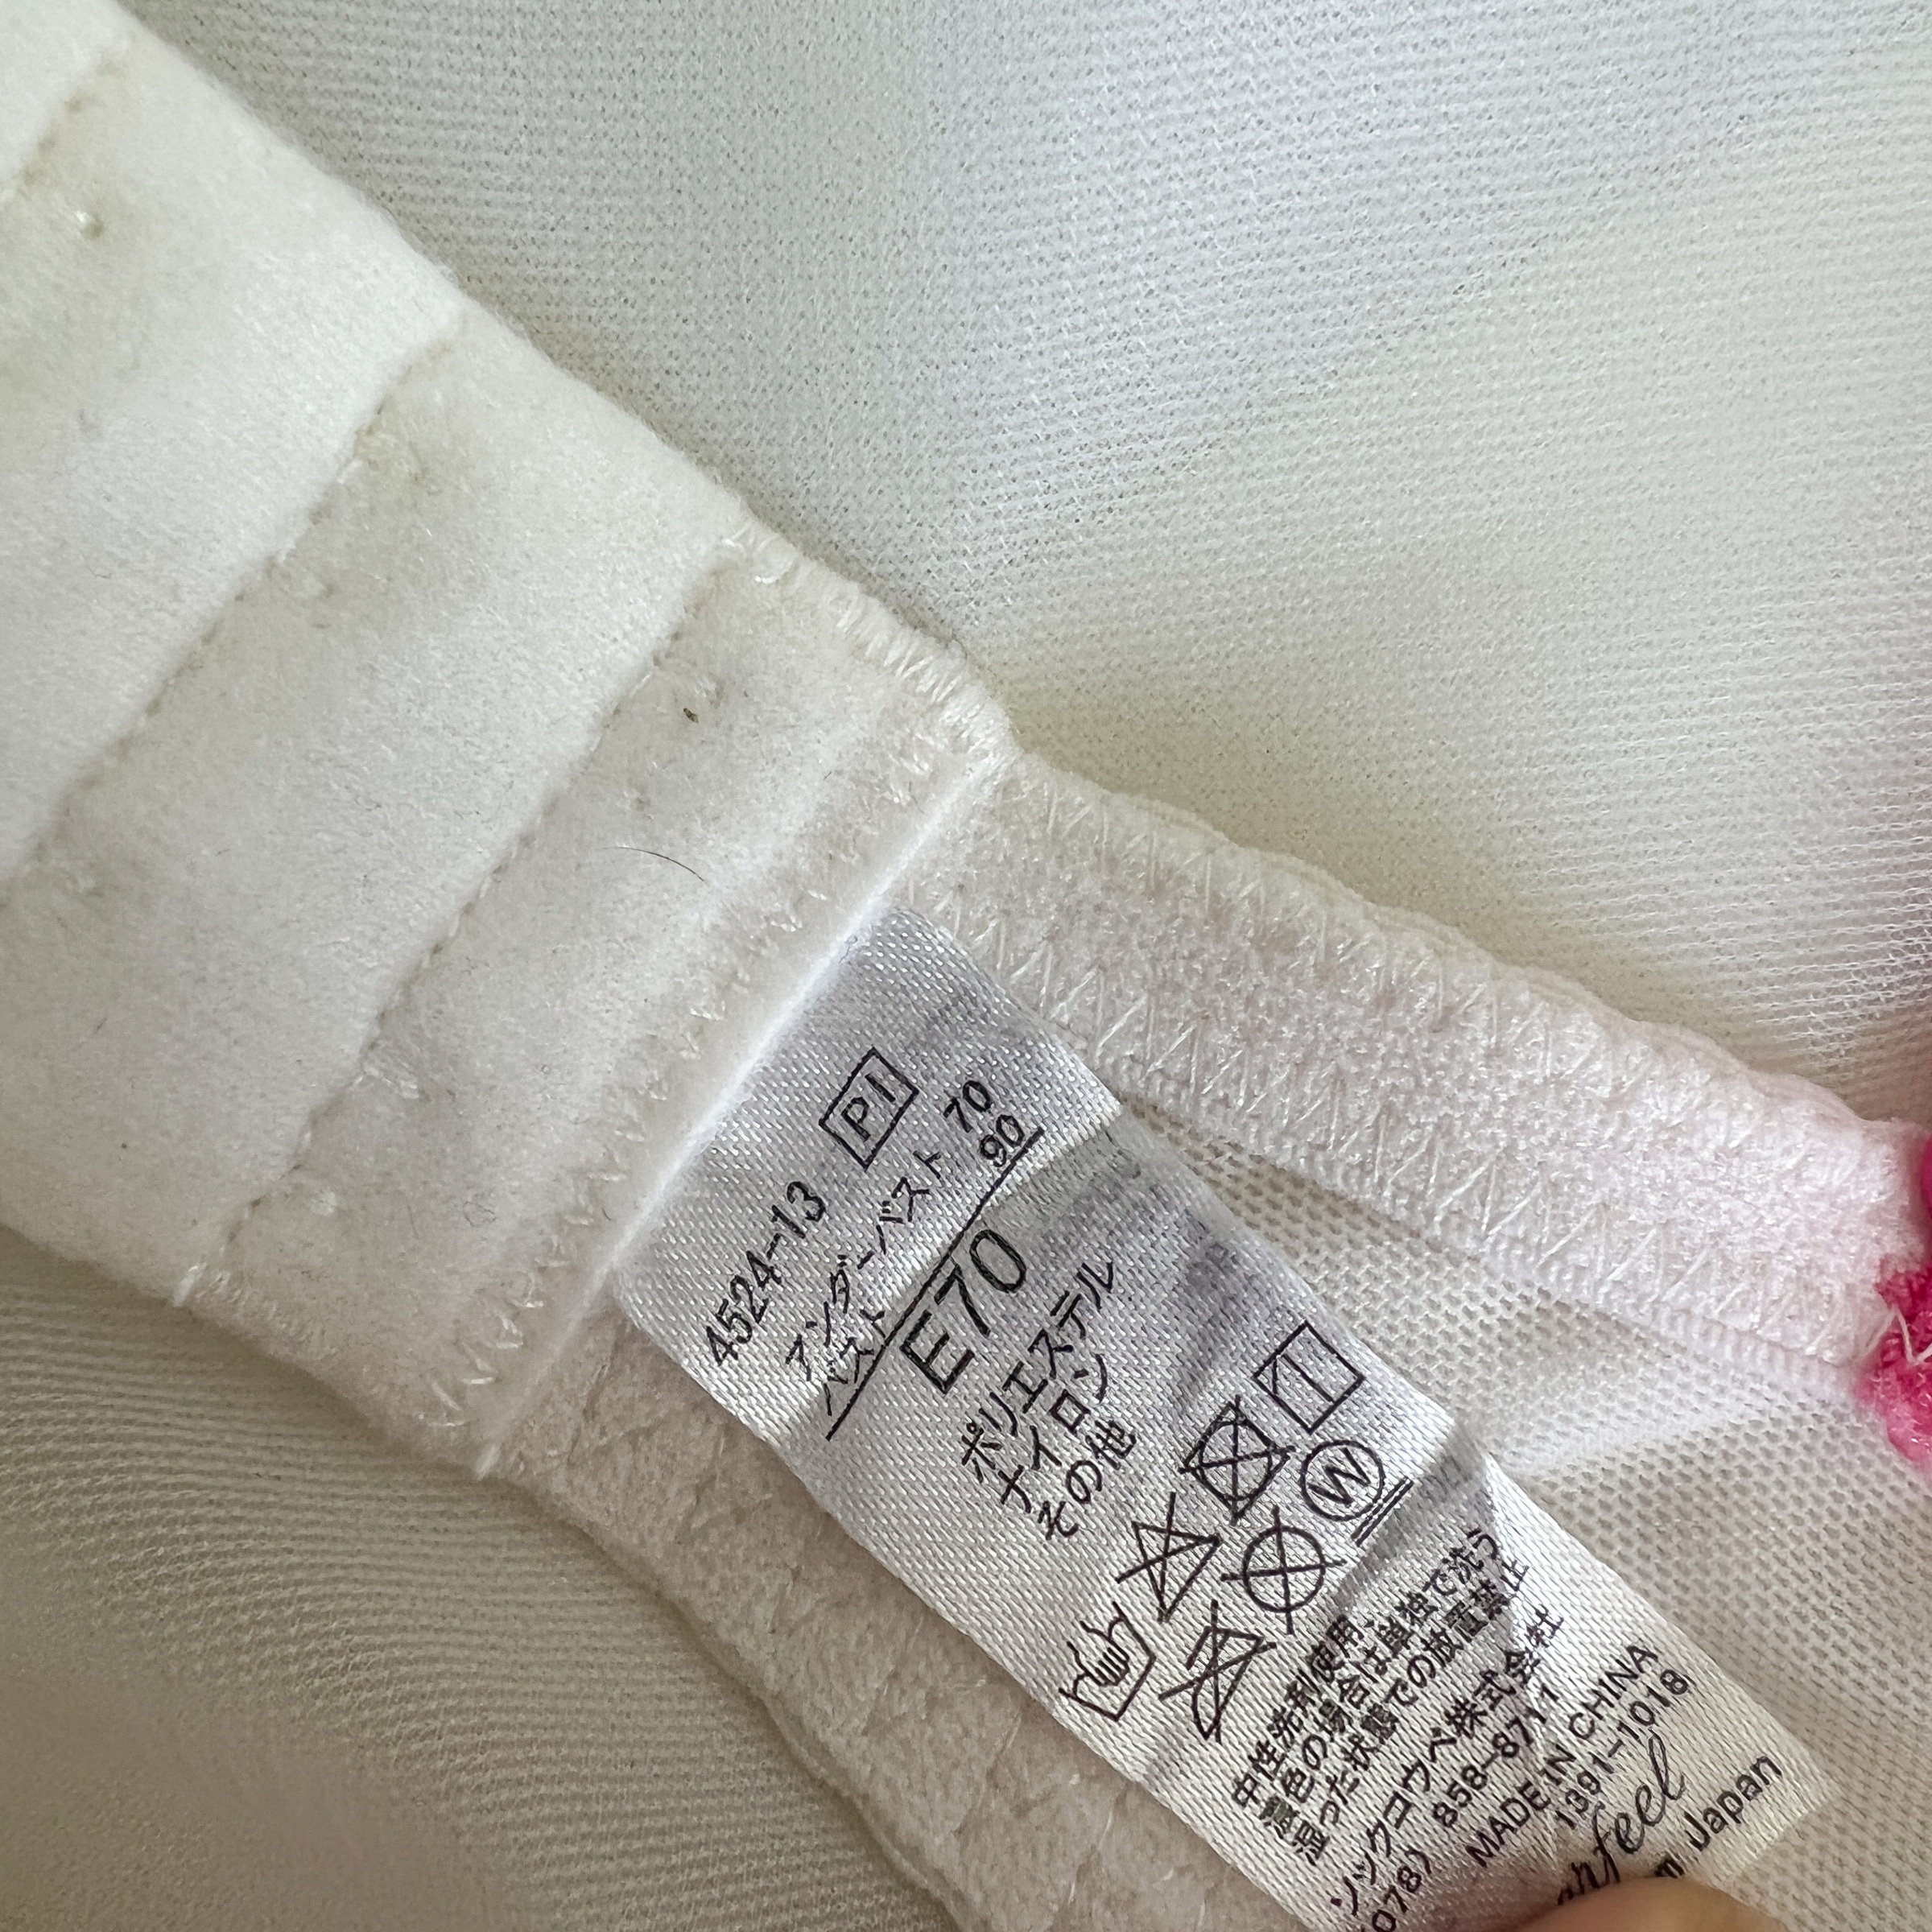 4524-13 PI
アンダーバスト 70
バスト 90
E70
ポリエステル
ナイロン
その他
W
中性洗剤使用。
濃色の場合は単独で洗う
湿った状態での放置禁止
ソックコウベ株式会社
078) 858-8711
MADE IN CHINA
1391-1018
feel
Japan